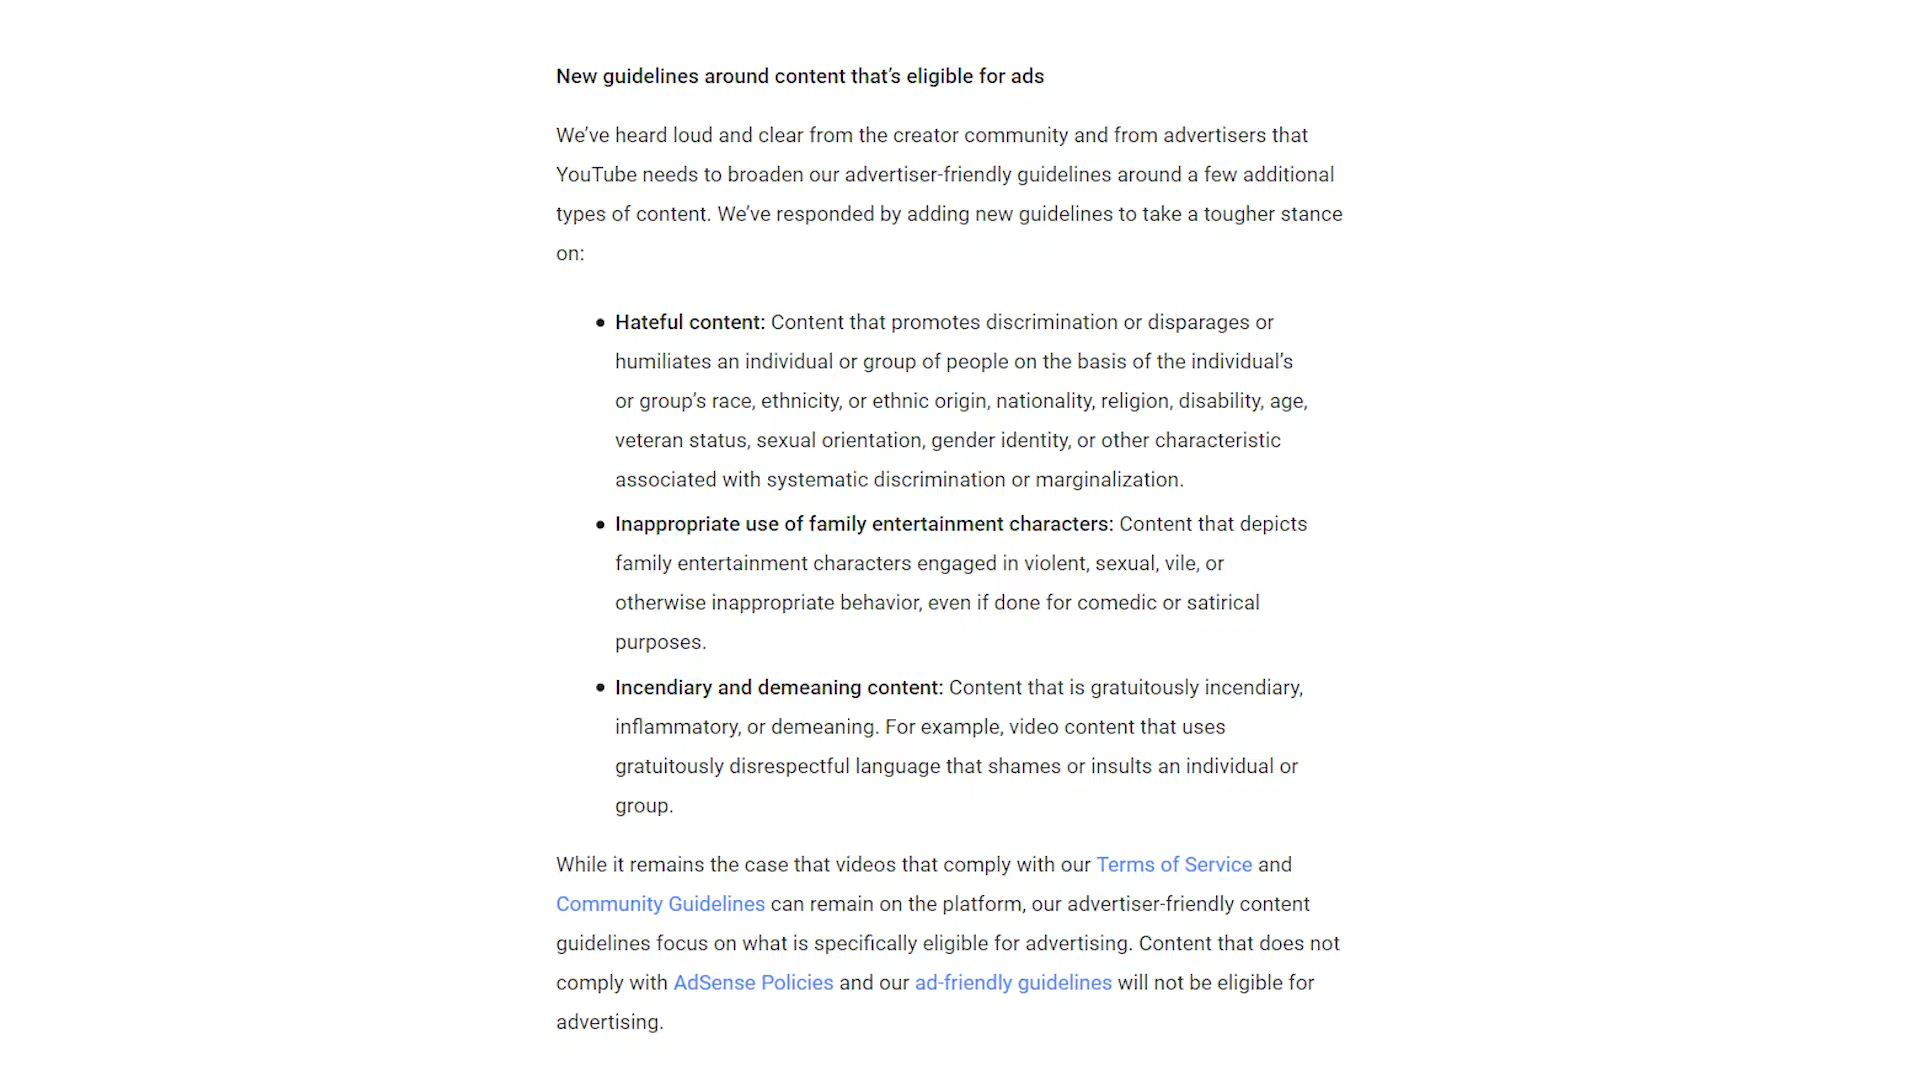 New guidelines around content that’s eligible for ads
We’ve heard loud and clear from the creator community and from advertisers that
YouTube needs to broaden our advertiser-friendly guidelines around a few additional
types of content. We’ve responded by adding new guidelines to take a tougher stance
on:
• Hateful content: Content that promotes discrimination or disparages or
humiliates an individual or group of people on the basis of the individual’s
or group’s race, ethnicity, or ethnic origin, nationality, religion, disability, age,
veteran status, sexual orientation, gender identity, or other characteristic
associated with systematic discrimination or marginalization.
• Inappropriate use of family entertainment characters: Content that depicts
family entertainment characters engaged in violent, sexual, vile, or
otherwise inappropriate behavior, even if done for comedic or satirical
purposes.
• Incendiary and demeaning content: Content that is gratuitously incendiary,
inflammatory, or demeaning. For example, video content that uses
gratuitously disrespectful language that shames or insults an individual or
group.
While it remains the case that videos that comply with our Terms of Service and
Community Guidelines can remain on the platform, our advertiser-friendly content
guidelines focus on what is specifically eligible for advertising. Content that does not
comply with AdSense Policies and our ad-friendly guidelines will not be eligible for
advertising.